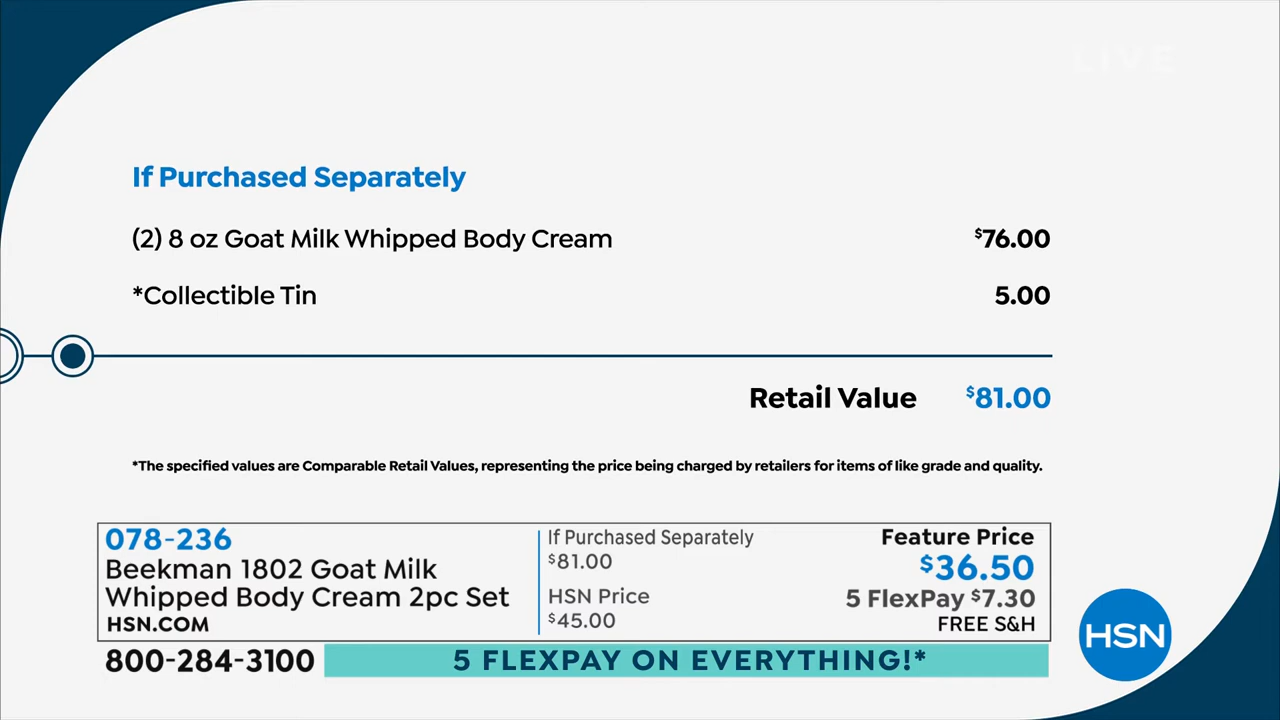 LIVE
If Purchased Separately
(2) 8 oz Goat Milk Whipped Body Cream $76.00
*Collectible Tin 5.00
Retail Value $81.00
*The specified values are Comparable Retail Values, representing the price being charged by retailers for items of like grade and quality.
078-236
Beekman 1802 Goat Milk
Whipped Body Cream 2pc Set
HSN.COM
If Purchased Separately
$81.00
HSN Price
$45.00
Feature Price
$36.50
5 FlexPay $7.30
FREE S&H
HSN
800-284-3100
5 FLEXPAY ON EVERYTHING!*